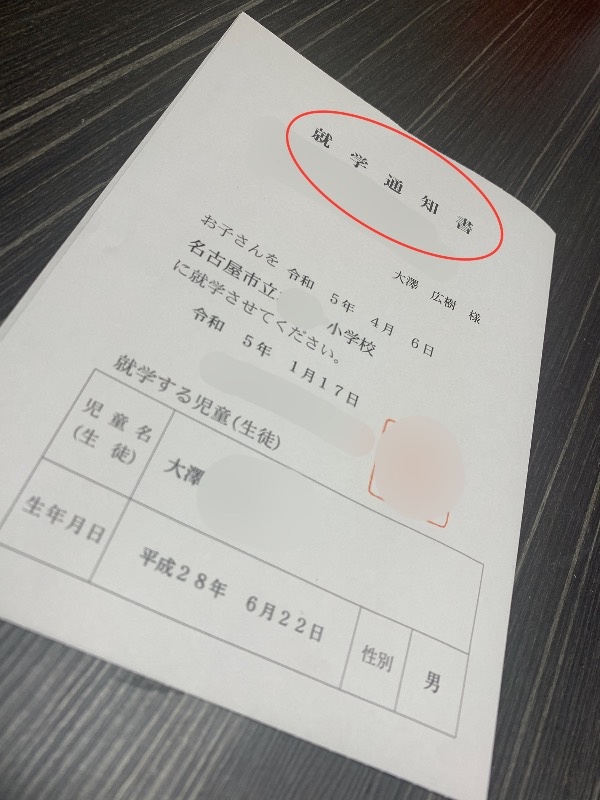 就学通知書
大澤 広樹 様
お子さんを 令和 5年 4月 6日
名古屋市立 小学校
に就学させてください。
令和 5年 1月17日
就学する児童(生徒)
児童名
(生徒)
大澤
生年月日
平成28年 6月22日
性別
男